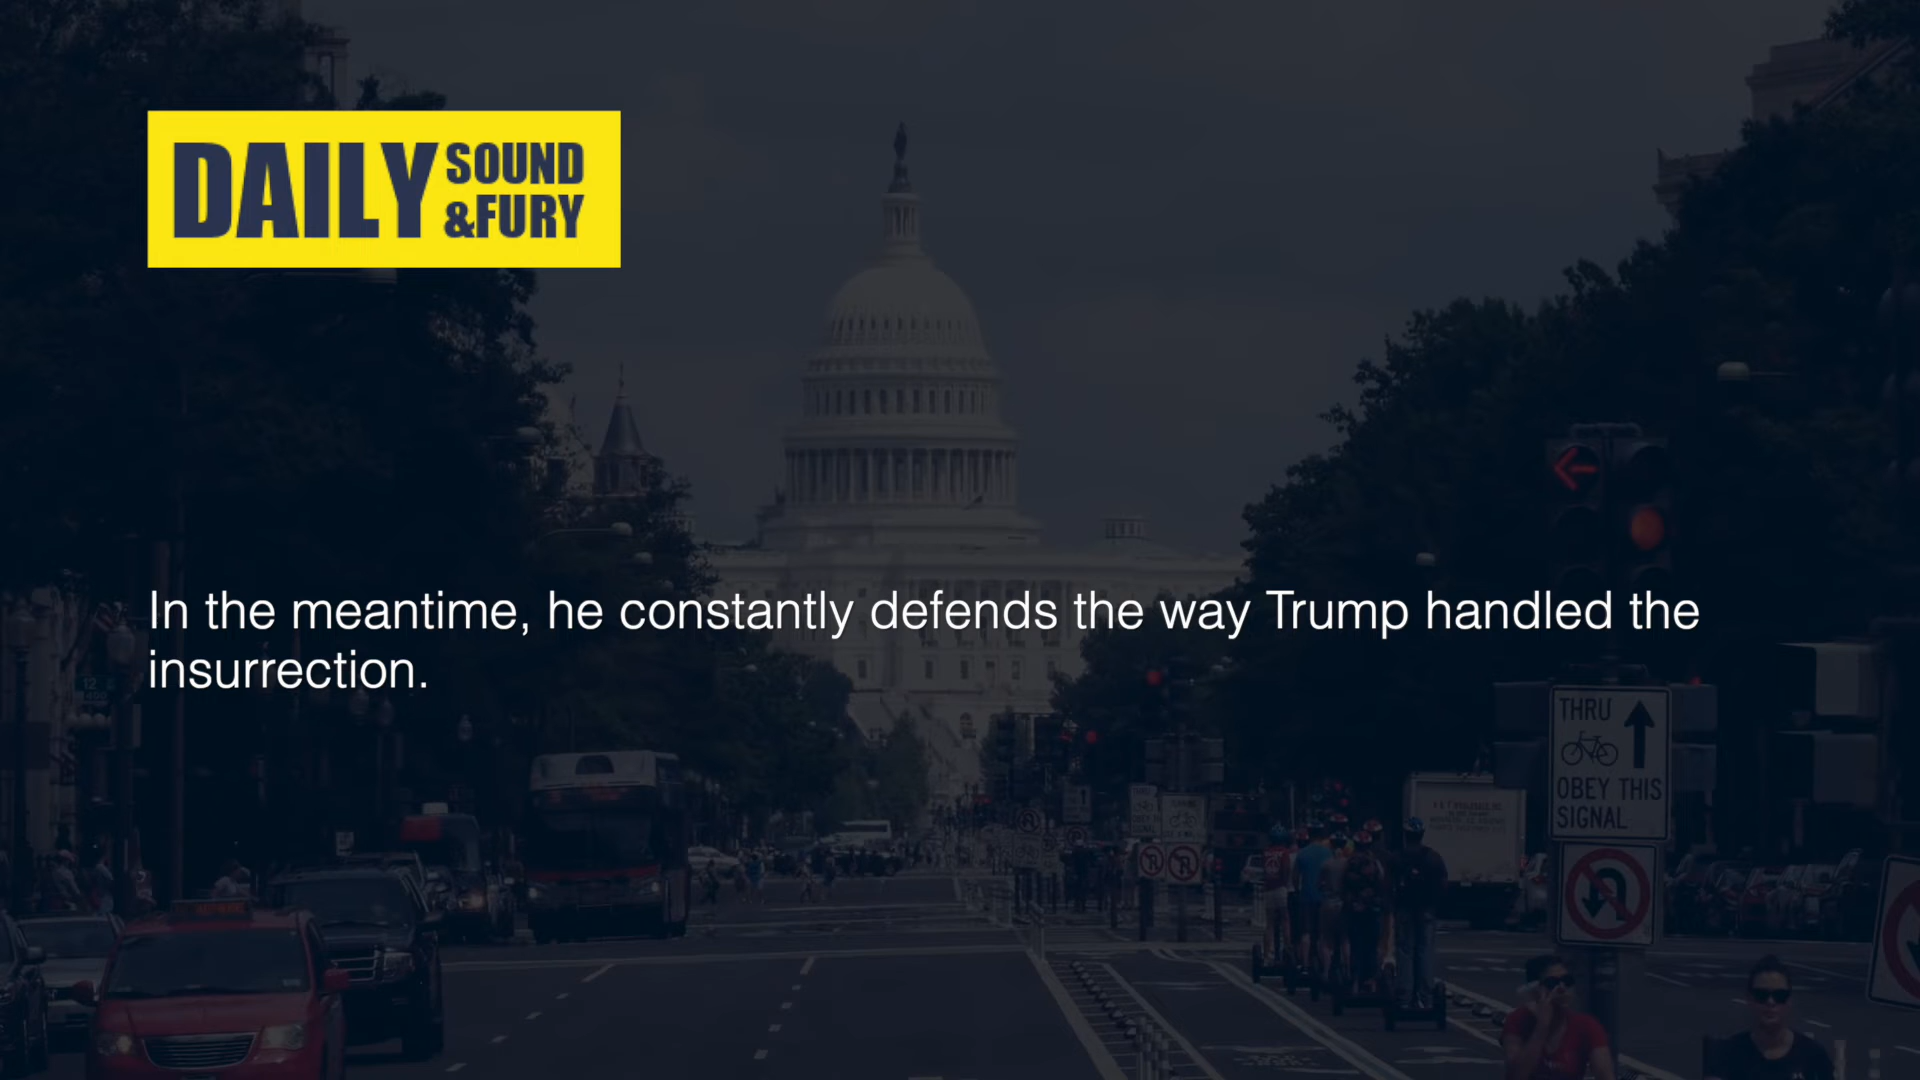 DAILY SOUND
&FURY
In the meantime, he constantly defends the way Trump handled the
insurrection.
THRU
OBEY THIS
SIGNAL